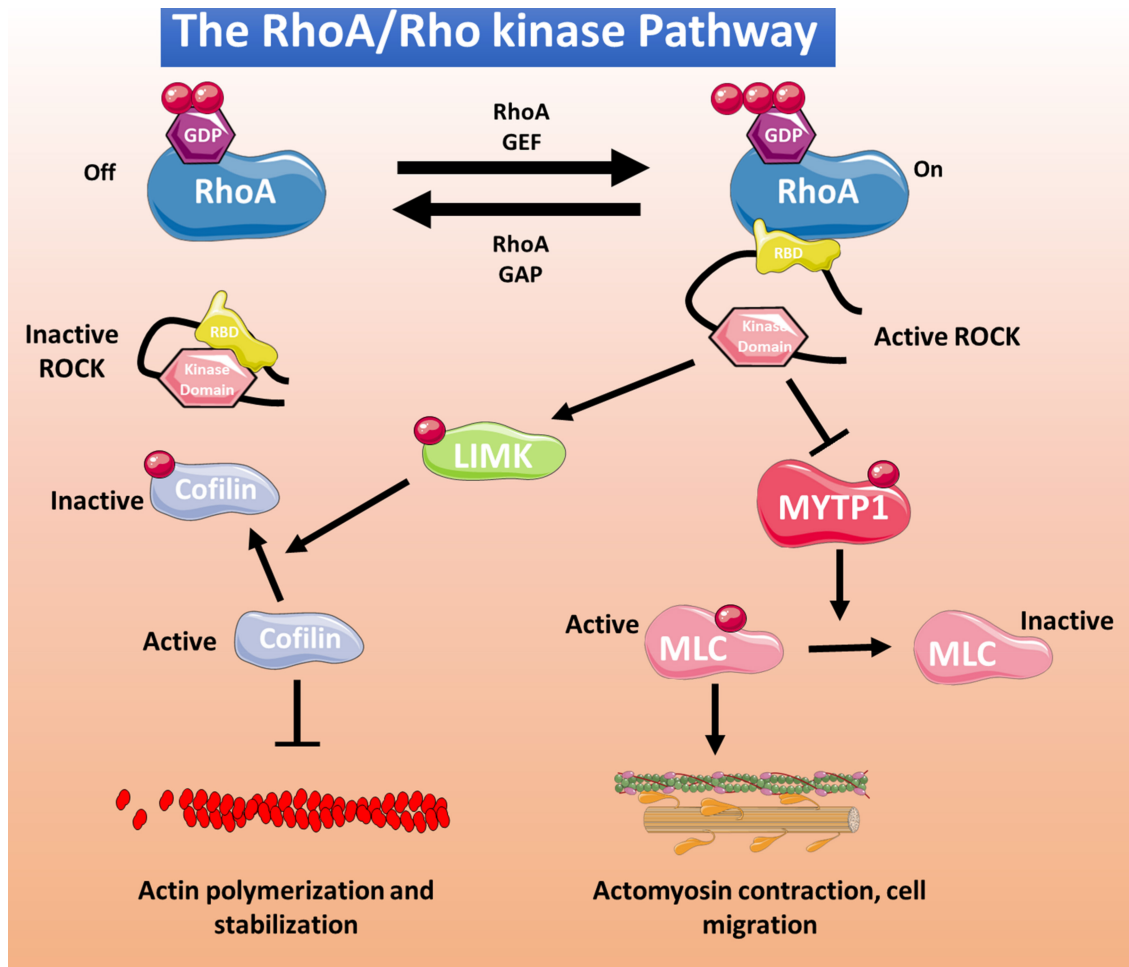 The RhoA/Rho kinase Pathway
GDP
RhoA
Off
RhoA
GEF
RhoA
GAP
GDP
RhoA
On
RBD
Kinase
Domain
Active ROCK
Inactive
ROCK
RBD
Kinase
Domain
LIMK
MYTP1
Inactive
Cofilin
Active
Cofilin
Active
MLC
Inactive
MLC
Actin polymerization and
stabilization
Actomyosin contraction, cell
migration